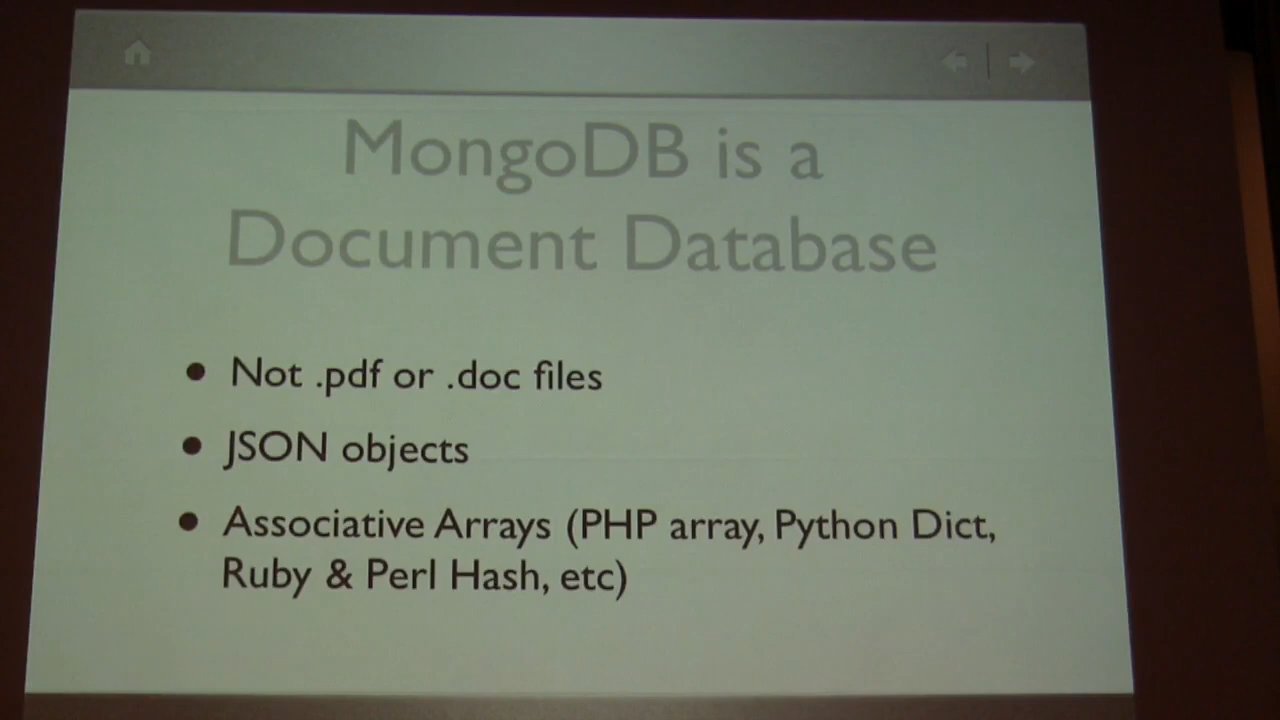 MongoDB is a
Document Database
• Not .pdf or .doc files
• JSON objects
• Associative Arrays (PHP array, Python Dict,
Ruby & Perl Hash, etc)